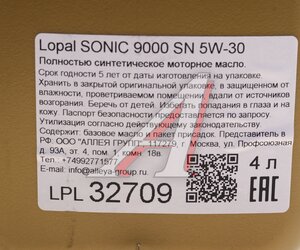 Lopal SONIC 9000 SN 5W-30
Полностью синтетическое моторное масло.
Срок годности 5 лет от даты изготовления на упаковке.
Хранить в закрытой оригинальной упаковке, в защищенном от
влажности, проветриваемом помещении, вдали от источников
возгорания. Беречь от детей. Избегать попадания в глаза и на
кожу. Паспорт безопасности доступен по запросу.
Утилизация согласно действующему законодательству.
Содержит: базовое масло и пакет присадок. Представитель в
РФ: ООО "АЛЛЕЯ ГРУПП", 117279, г. Москва, ул. Профсоюзная
д. 93А, эт. 4, пом. 1, комн. 18в.
Тел.: +74992771577
E-mail: info@alleya-group.ru
4 л
LPL 32709
EAC